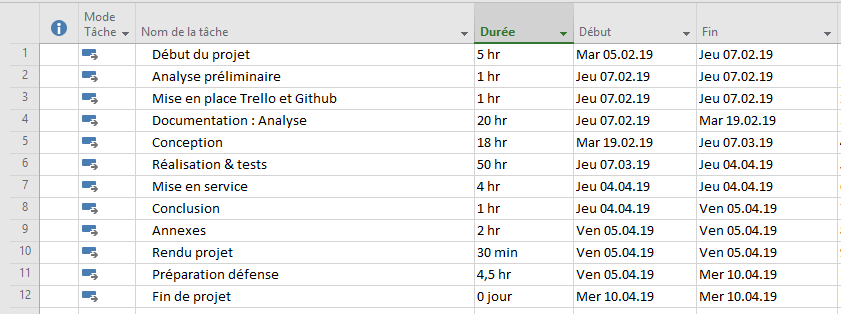 Mode Tâche Nom de la tâche Durée Début Fin
1 Début du projet 5 hr Mar 05.02.19 Jeu 07.02.19
2 Analyse préliminaire 1 hr Jeu 07.02.19 Jeu 07.02.19
3 Mise en place Trello et Github 1 hr Jeu 07.02.19 Jeu 07.02.19
4 Documentation : Analyse 20 hr Jeu 07.02.19 Mar 19.02.19
5 Conception 18 hr Mar 19.02.19 Jeu 07.03.19
6 Réalisation & tests 50 hr Jeu 07.03.19 Jeu 04.04.19
7 Mise en service 4 hr Jeu 04.04.19 Jeu 04.04.19
8 Conclusion 1 hr Jeu 04.04.19 Ven 05.04.19
9 Annexes 2 hr Ven 05.04.19 Ven 05.04.19
10 Rendu projet 30 min Ven 05.04.19 Ven 05.04.19
11 Préparation défense 4,5 hr Ven 05.04.19 Mer 10.04.19
12 Fin de projet 0 jour Mer 10.04.19 Mer 10.04.19